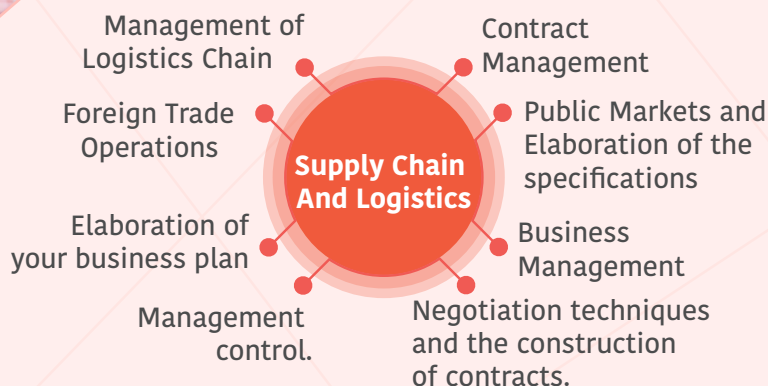 Management of
Logistics Chain
Foreign Trade
Operations
Elaboration of
your business plan
Management
control.
Supply Chain
And Logistics
Contract
Management
Public Markets and
Elaboration of the
specifications
Business
Management
Negotiation techniques
and the construction
of contracts.